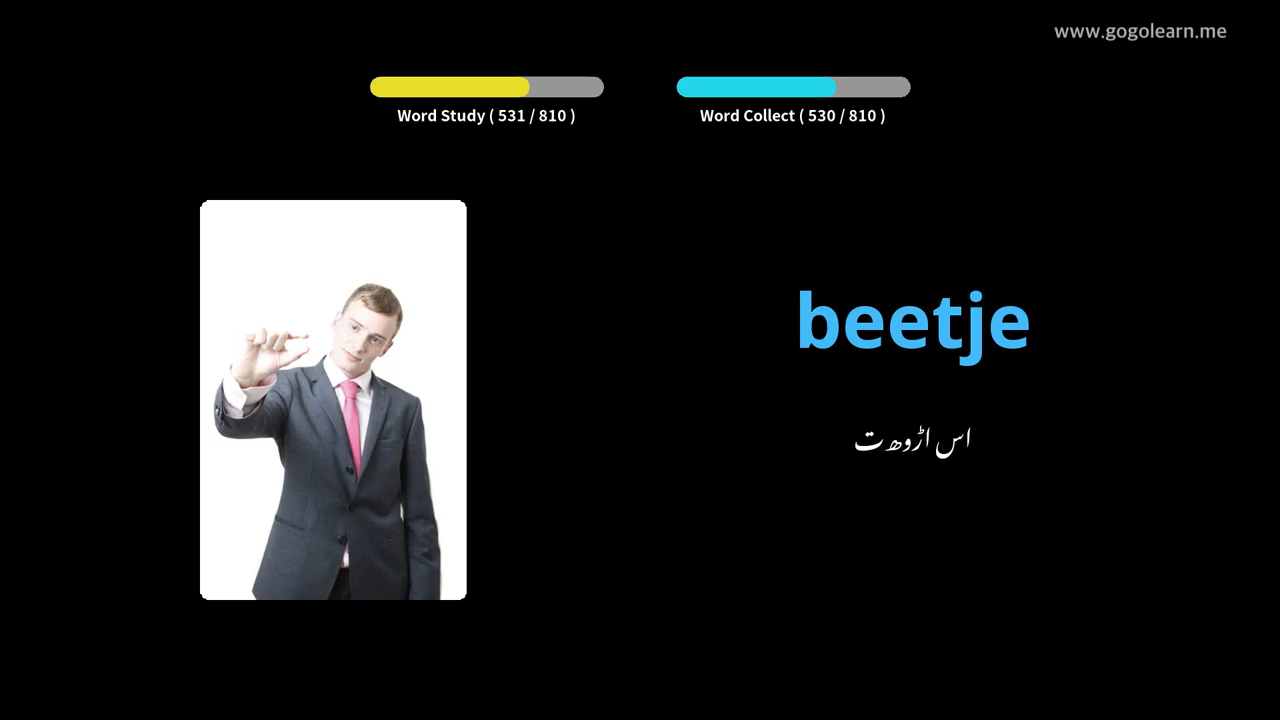 www.gogolearn.me
Word Study ( 531 / 810 )
Word Collect ( 530 / 810 )
beetje
اس اڑوھ ت